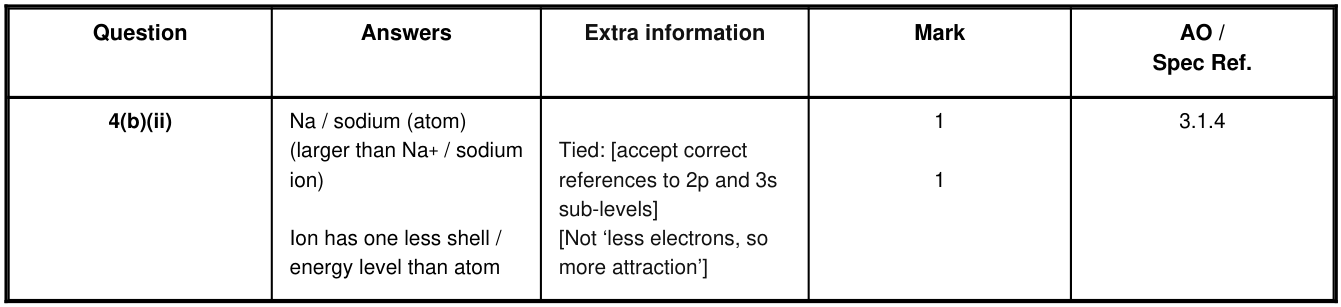 Question
Answers
Extra information
Mark
AO /
Spec Ref.
4(b)(ii)
Na / sodium (atom)
(larger than Na+ / sodium
ion)
Ion has one less shell /
energy level than atom
Tied: [accept correct
references to 2p and 3s
sub-levels]
[Not ‘less electrons, so
more attraction’]
1
1
3.1.4